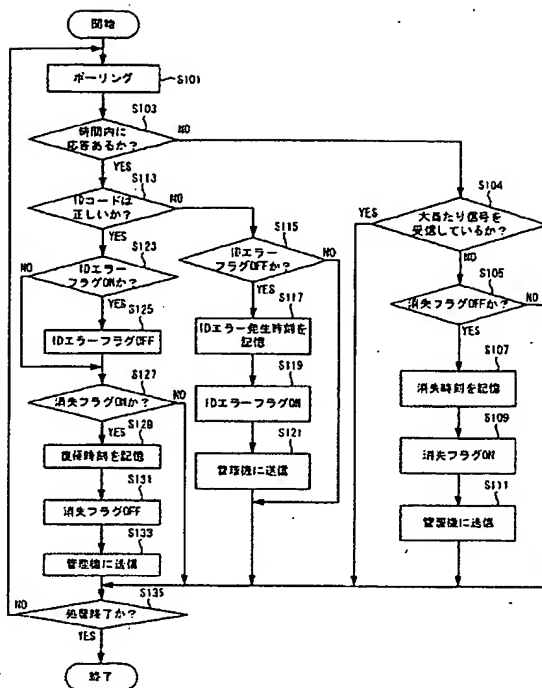 開始
ポーリング
S101
時間内に
応答あるか?
S103
NO
YES
IDコードは
正しいか?
S113
NO
YES
IDエラー
フラグONか?
S123
NO
YES
IDエラーフラグOFF
S125
消失フラグONか?
S127
NO
YES
復帰時刻を記憶
S129
消失フラグOFF
S131
管理機に送信
S133
処理終了か?
S135
NO
YES
終了
IDエラー
フラグOFFか?
S115
NO
YES
IDエラー発生時刻を
記憶
S117
IDエラーフラグON
S119
管理機に送信
S121
大当たり信号を
受信しているか?
S104
YES
NO
消失フラグOFFか?
S105
NO
YES
消失時刻を記憶
S107
消失フラグON
S109
管理機に送信
S111